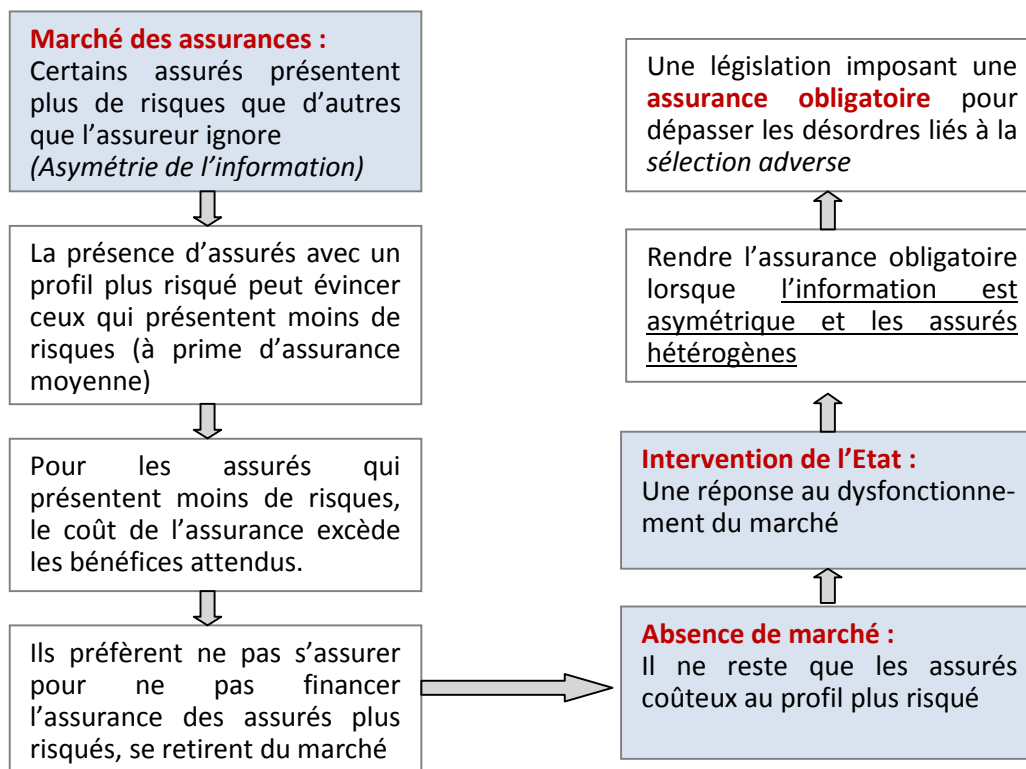 Marché des assurances :
Certains assurés présentent
plus de risques que d'autres
que l'assureur ignore
(Asymétrie de l'information)
La présence d'assurés avec un
profil plus risqué peut évincer
ceux qui présentent moins de
risques (à prime d'assurance
moyenne)
Pour les assurés qui
présentent moins de risques,
le coût de l'assurance excède
les bénéfices attendus.
Ils préfèrent ne pas s'assurer
pour ne pas financer
l'assurance des assurés plus
risqués, se retirent du marché
Absence de marché :
Il ne reste que les assurés
coûteux au profil plus risqué
Intervention de l'Etat :
Une réponse au dysfonctionne-
ment du marché
Rendre l'assurance obligatoire
lorsque l'information est
asymétrique et les assurés
hétérogènes
Une législation imposant une
assurance obligatoire pour
dépasser les désordres liés à la
sélection adverse